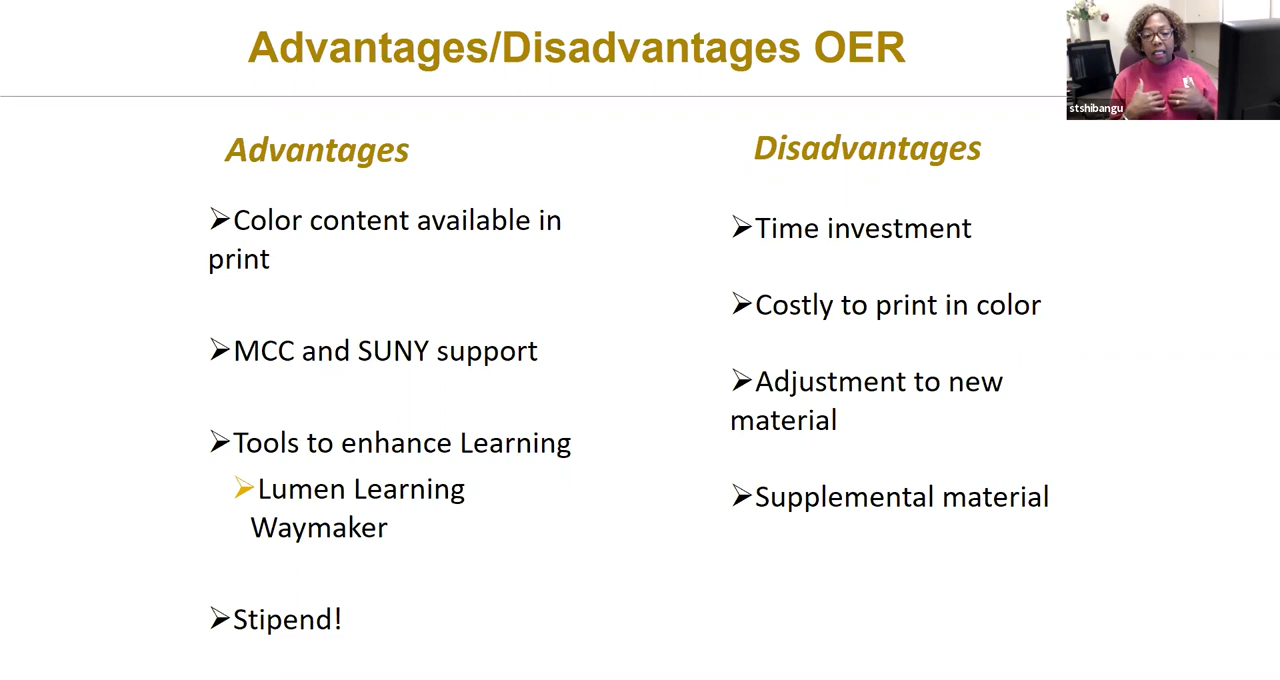 Advantages/Disadvantages OER
stshibangu
Advantages
➢Color content available in
print
➢MCC and SUNY support
➢Tools to enhance Learning
➢Lumen Learning
Waymaker
➢Stipend!
Disadvantages
➢Time investment
➢Costly to print in color
➢Adjustment to new
material
➢Supplemental material